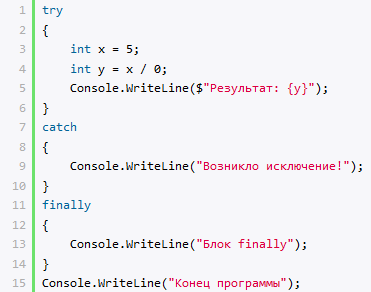 1 try
2 {
3     int x = 5;
4     int y = x / 0;
5     Console.WriteLine($"Результат: {y}");
6 }
7 catch
8 {
9     Console.WriteLine("Возникло исключение!");
10 }
11 finally
12 {
13     Console.WriteLine("Блок finally");
14 }
15 Console.WriteLine("Конец программы");